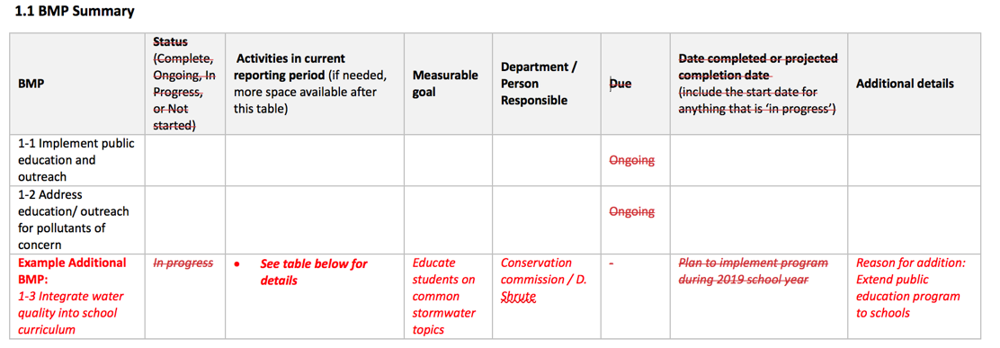 1.1 BMP Summary
BMP
Status
(Complete,
Ongoing, In
Progress,
or Not
started)
Activities in current
reporting period (if needed,
more space available after
this table)
Measurable
goal
Department /
Person
Responsible
Due
Date completed or projected
completion date
(include the start date for
anything that is ‘in progress’)
Additional details
1-1 Implement public
education and
outreach
Ongoing
1-2 Address
education/ outreach
for pollutants of
concern
Ongoing
Example Additional
BMP:
1-3 Integrate water
quality into school
curriculum
In progress
• See table below for
details
Educate
students on
common
stormwater
topics
Conservation
commission / D.
Shrute
-
Plan to implement program
during 2019 school year
Reason for addition:
Extend public
education program
to schools